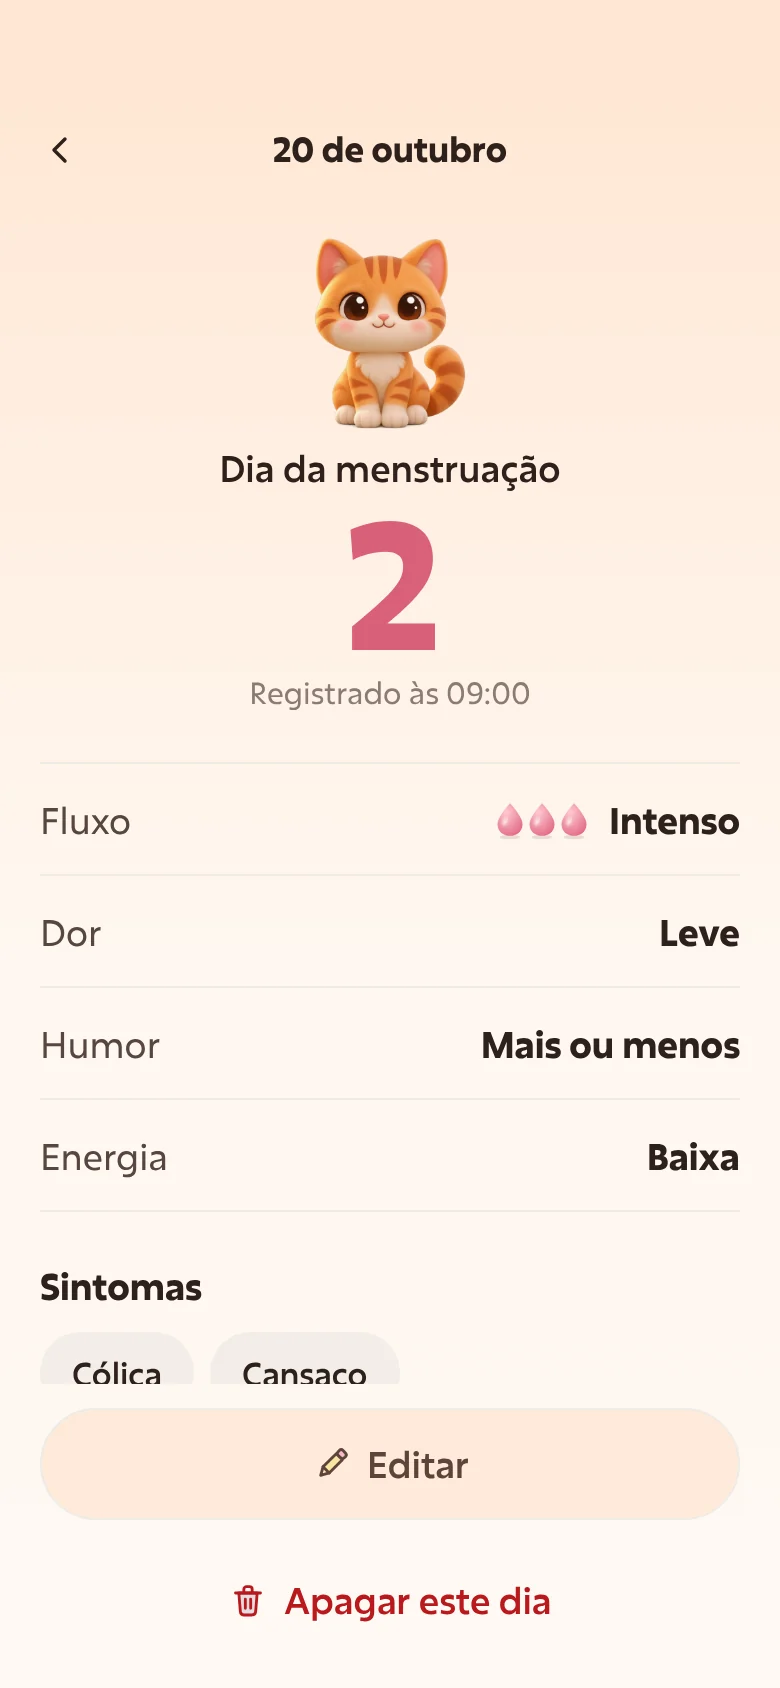 20 de outubro
Dia da menstruação
2
Registrado às 09:00
Fluxo Intenso
Dor Leve
Humor Mais ou menos
Energia Baixa
Sintomas
Cólica Cansaço
Editar
Apagar este dia